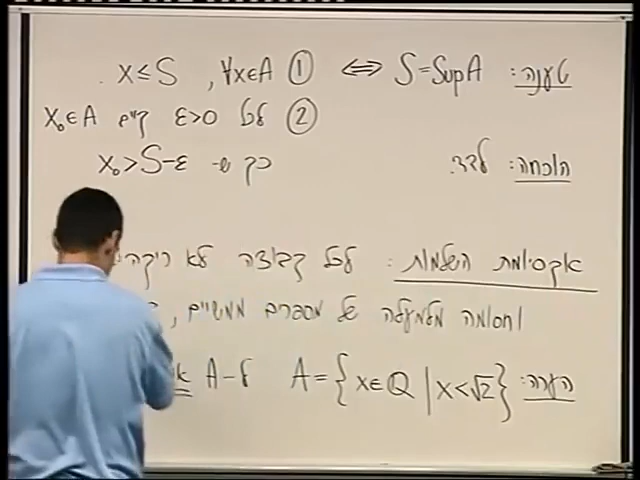 טענה: S=SupA ⇔ ① ∀x∈A, x≤S.
② לכל ε>0 קיים x₀∈A
כך ש- x₀>S-ε
הוכחה: לבד.
אקסיומת השלמות: לכל קבוצה לא ריקה
וחסומה מלמעלה של מספרים ממשיים,
הערה: A={x∈ℚ | x<√2} ל-A